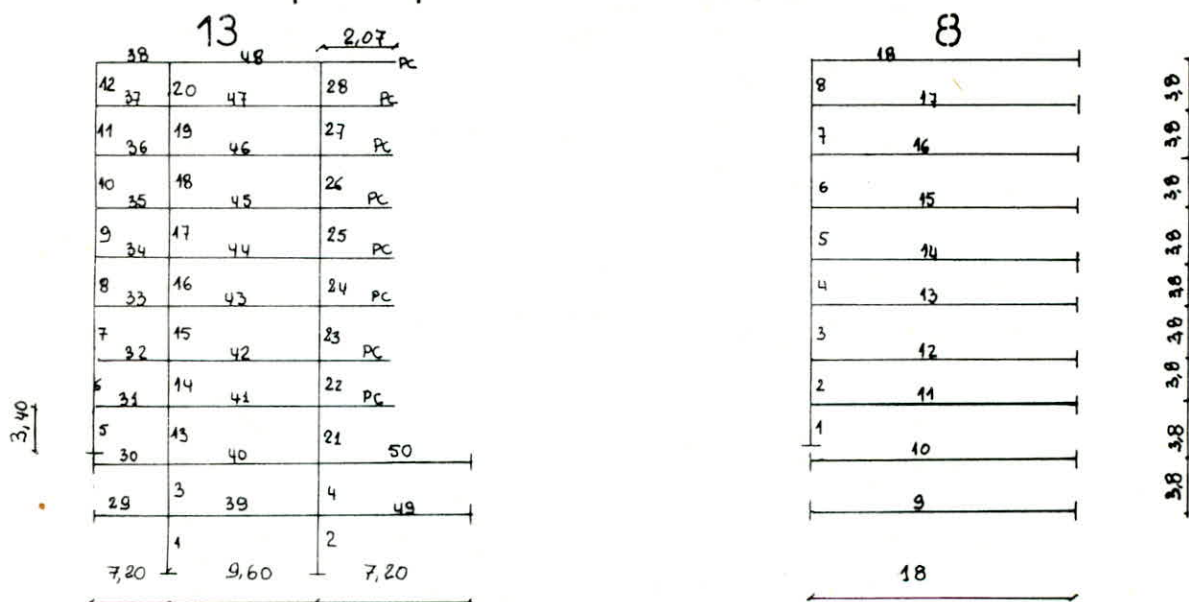 13 8
2,07
38 48 PC 18
12 37 20 47 28 PC 8 17 3,8
11 36 19 46 27 PC 7 16 3,8
10 35 18 45 26 PC 6 15 3,8
9 34 17 44 25 PC 5 14 3,8
8 33 16 43 24 PC 4 13 3,8
7 32 15 42 23 PC 3 12 3,8
6 31 14 41 22 PC 2 11 3,8
3,40 5 30 13 40 21 50 1 10 3,8
29 3 39 4 49 9 3,8
1 2
7,20 9,60 7,20 18